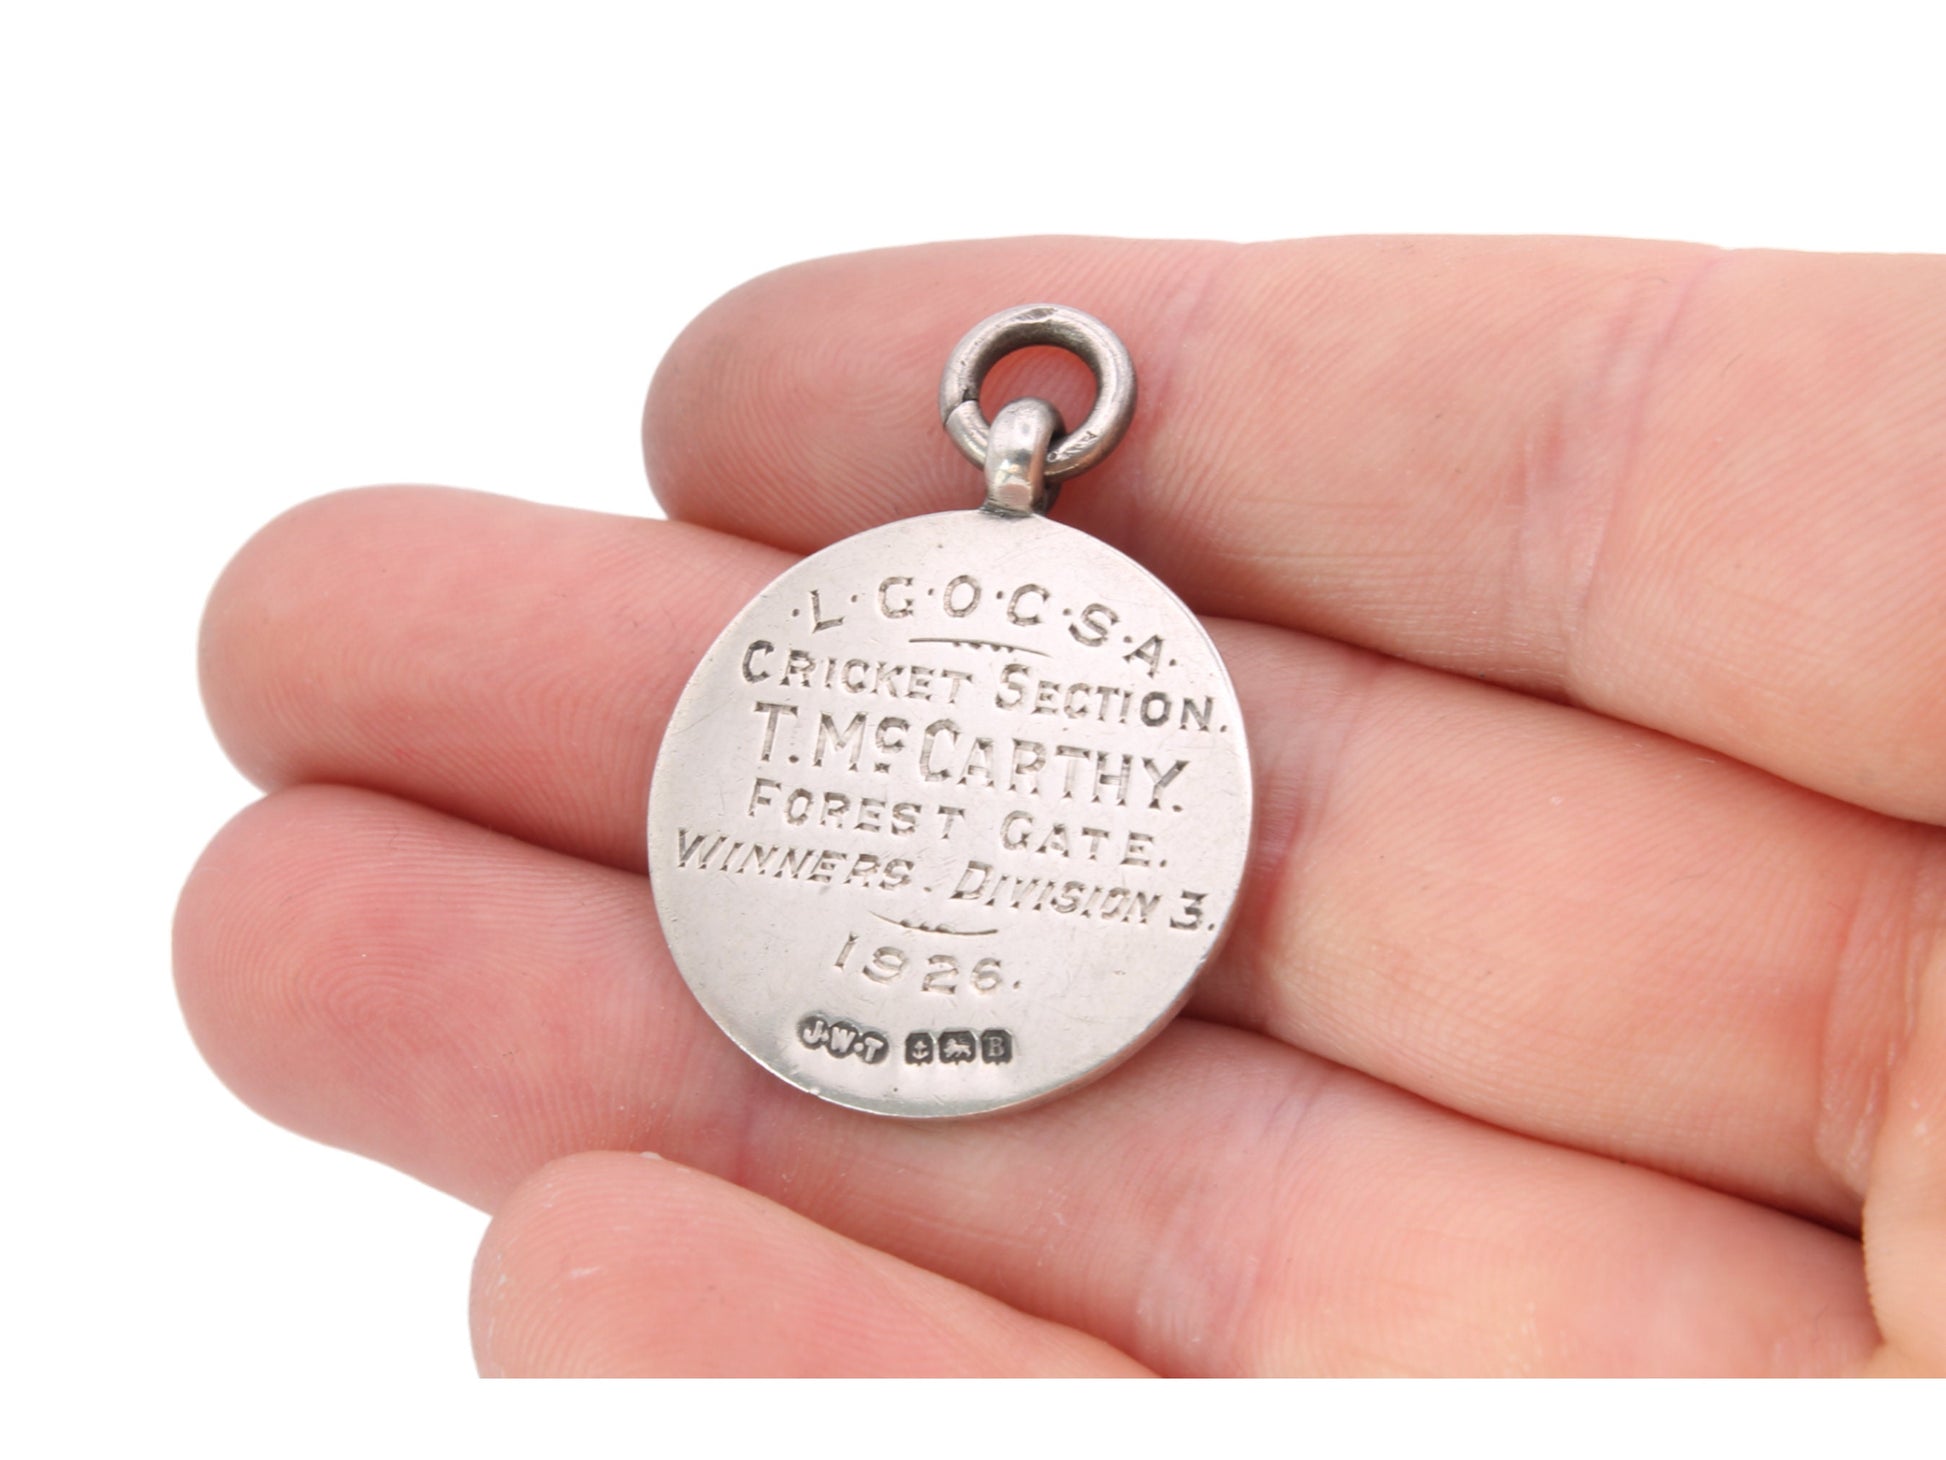 ·L·G·O·C·S·A·
CRICKET SECTION.
T. McCARTHY.
FOREST GATE.
WINNERS. DIVISION 3.
1926.
J·W·T B